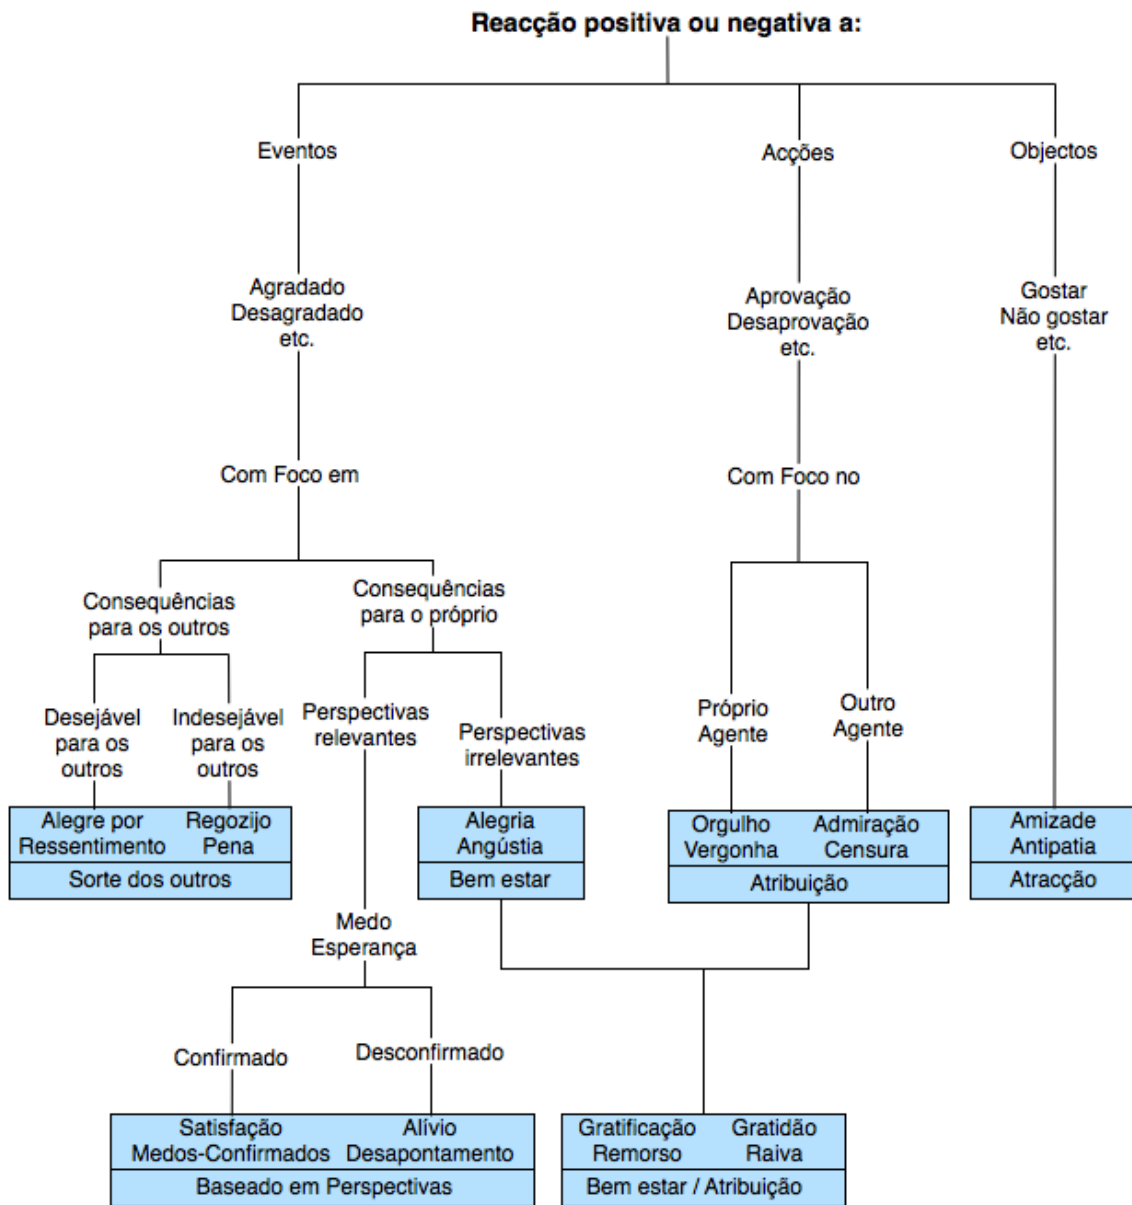 Reacção positiva ou negativa a:
Eventos
Acções
Objectos
Agradado
Desagradado
etc.
Aprovação
Desaprovação
etc.
Gostar
Não gostar
etc.
Com Foco em
Com Foco no
Consequências
para os outros
Consequências
para o próprio
Desejável
para os
outros
Indesejável
para os
outros
Perspectivas
relevantes
Perspectivas
irrelevantes
Próprio
Agente
Outro
Agente
Alegre por
Ressentimento
Regozijo
Pena
Sorte dos outros
Alegria
Angústia
Bem estar
Orgulho
Vergonha
Admiração
Censura
Atribuição
Amizade
Antipatia
Atracção
Medo
Esperança
Confirmado
Desconfirmado
Satisfação
Medos-Confirmados
Alívio
Desapontamento
Baseado em Perspectivas
Gratificação
Remorso
Gratidão
Raiva
Bem estar / Atribuição